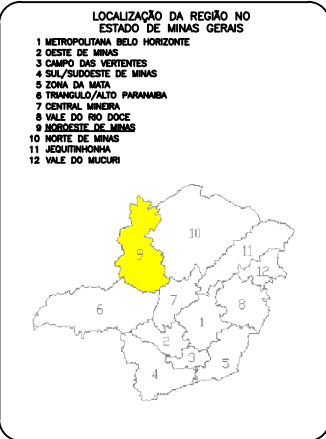 LOCALIZAÇÃO DA REGIÃO NO
ESTADO DE MINAS GERAIS
1 METROPOLITANA BELO HORIZONTE
2 OESTE DE MINAS
3 CAMPO DAS VERTENTES
4 SUL/SUDOESTE DE MINAS
5 ZONA DA MATA
6 TRIANGULO/ALTO PARANAIBA
7 CENTRAL MINEIRA
8 VALE DO RIO DOCE
9 NOROESTE DE MINAS
10 NORTE DE MINAS
11 JEQUITINHONHA
12 VALE DO MUCURI
10
11
9
12
7
8
6
1
2
3
5
4